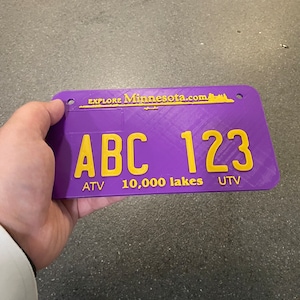 EXPLORE Minnesota.com
ABC 123
ATV 10,000 lakes UTV